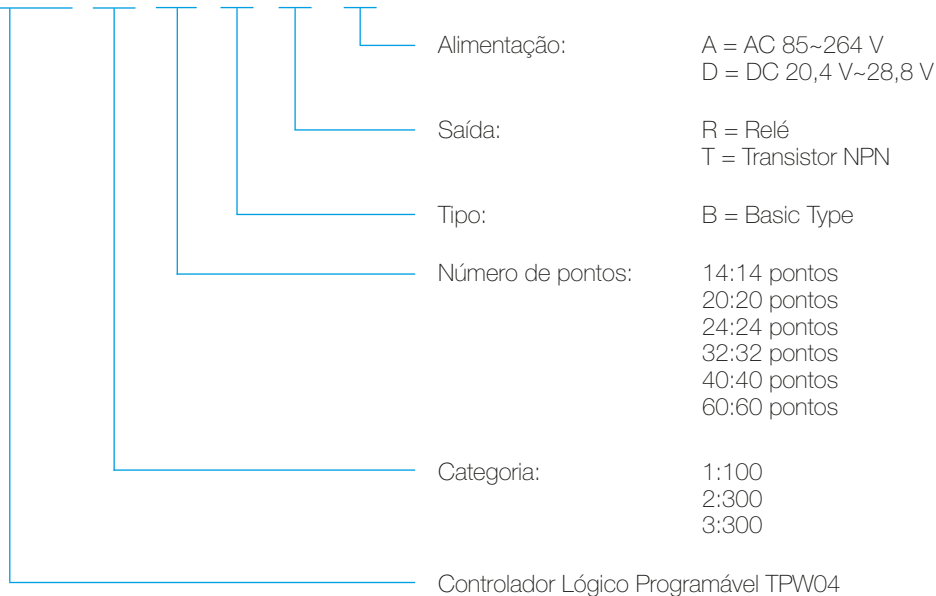 Alimentação: A = AC 85~264 V
D = DC 20,4 V~28,8 V
Saída: R = Relé
T = Transistor NPN
Tipo: B = Basic Type
Número de pontos: 14:14 pontos
20:20 pontos
24:24 pontos
32:32 pontos
40:40 pontos
60:60 pontos
Categoria: 1:100
2:300
3:300
Controlador Lógico Programável TPW04